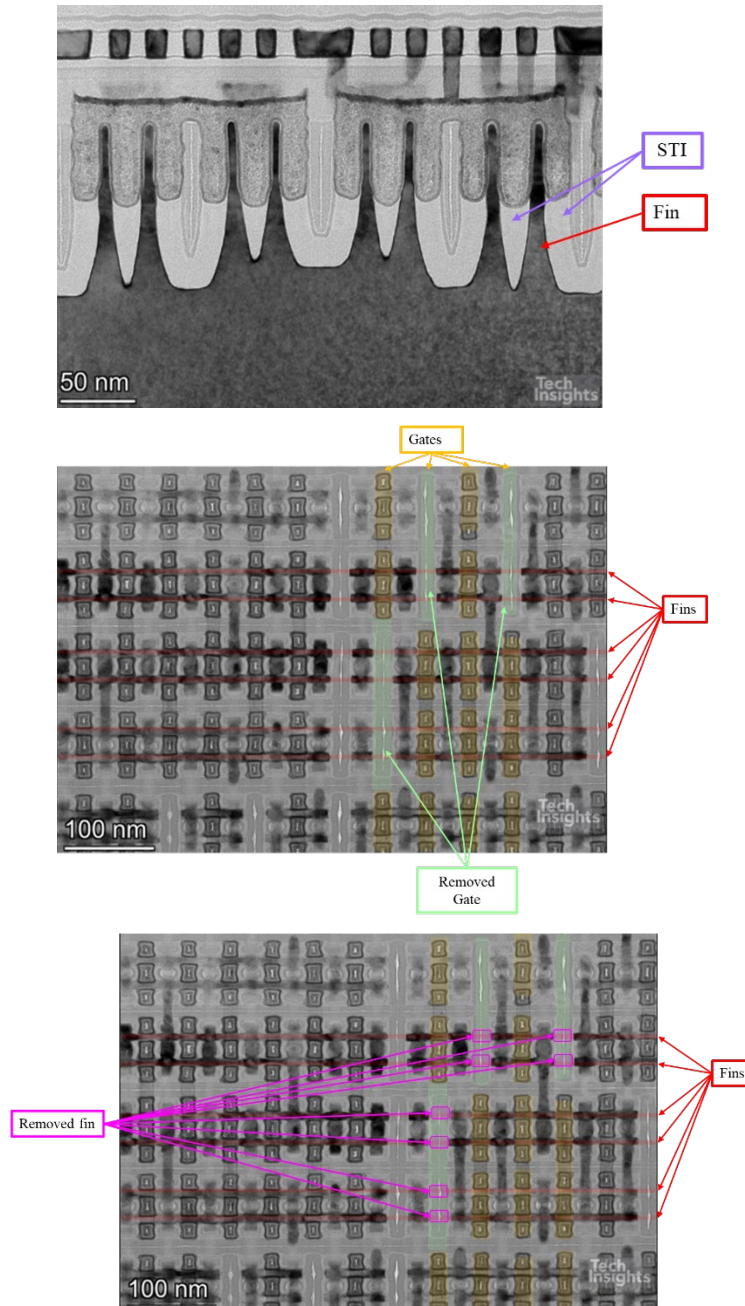 STI
Fin
50 nm
Tech
Insights
Gates
Fins
100 nm
Tech
Insights
Removed
Gate
Removed fin
Fins
100 nm
Tech
Insights